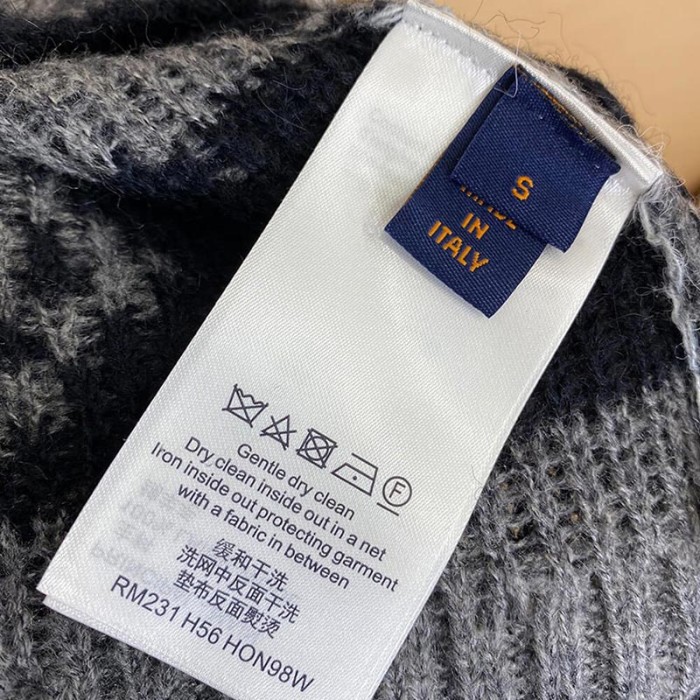 S
IN
ITALY
Gentle dry clean
Dry clean inside out in a net
Iron inside out protecting garment
with a fabric in between
缓和干洗
洗网中反面干洗
垫布反面熨烫
RM231 H56 HON98W